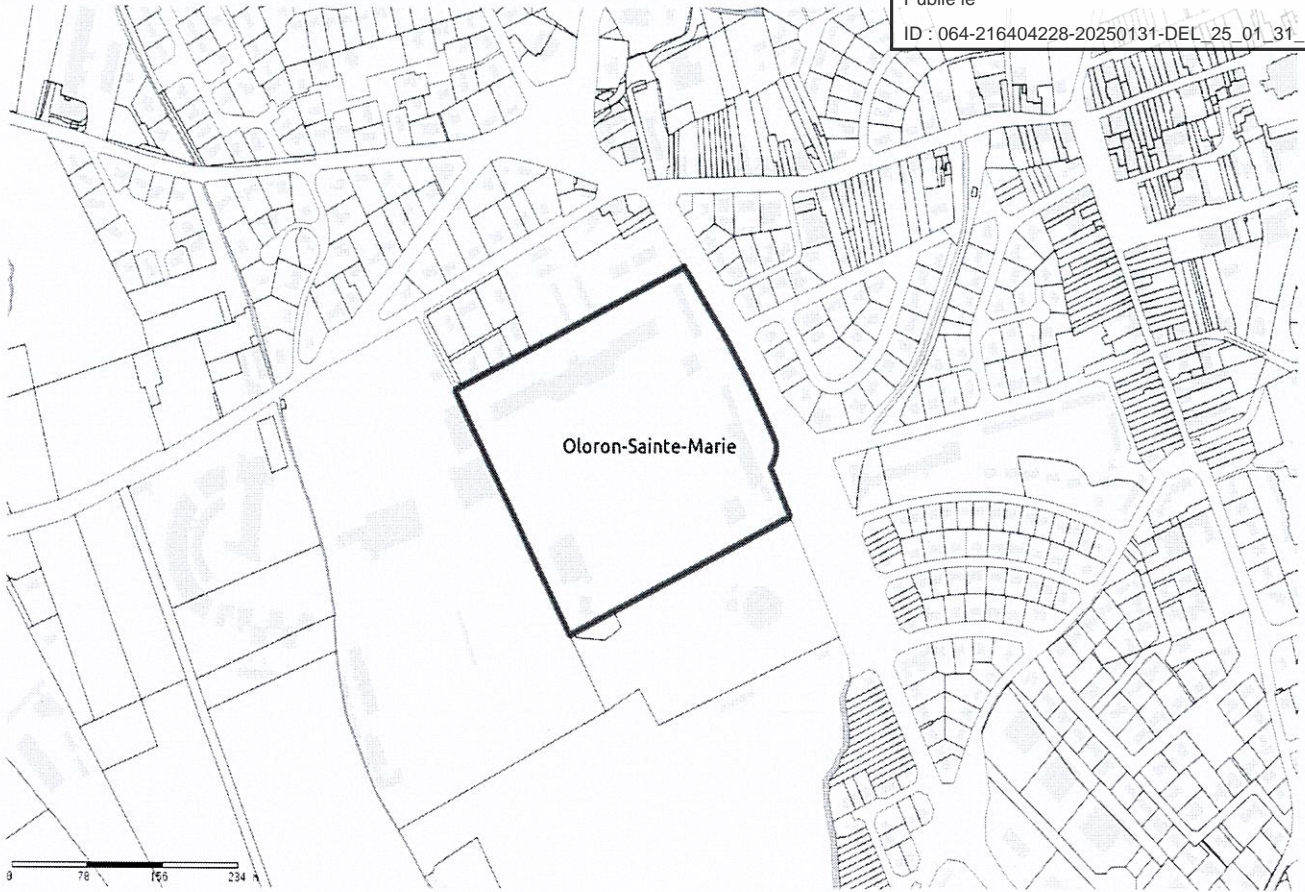 Publié le
ID : 064-216404228-20250131-DEL_25_01_31_
Oloron-Sainte-Marie
0 78 156 234